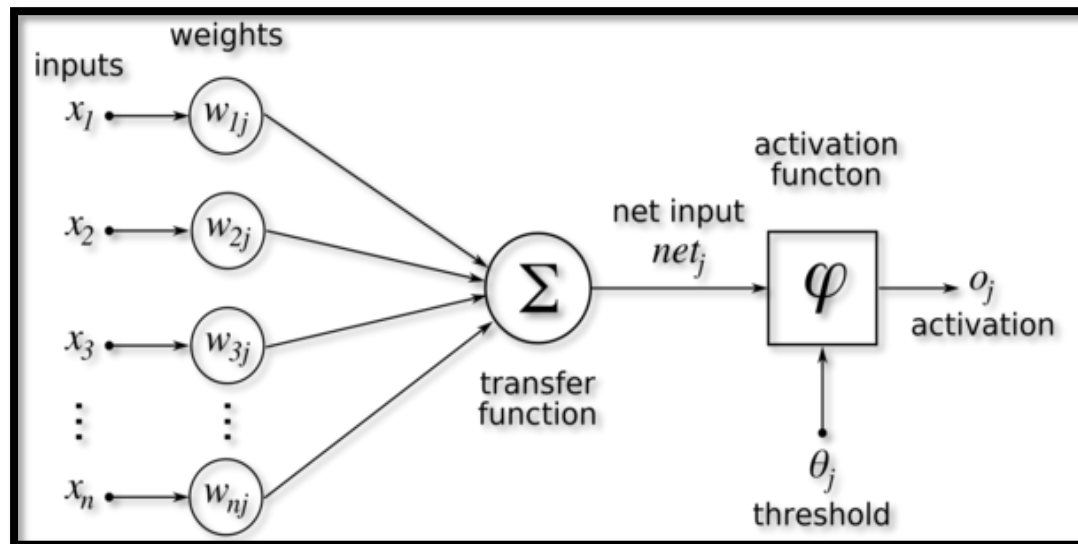 weights
inputs
x₁
w₁ⱼ
x₂
w₂ⱼ
x₃
w₃ⱼ
⋮
⋮
xₙ
wₙⱼ
Σ
transfer
function
net input
netⱼ
activation
functon
φ
oⱼ
activation
θⱼ
threshold